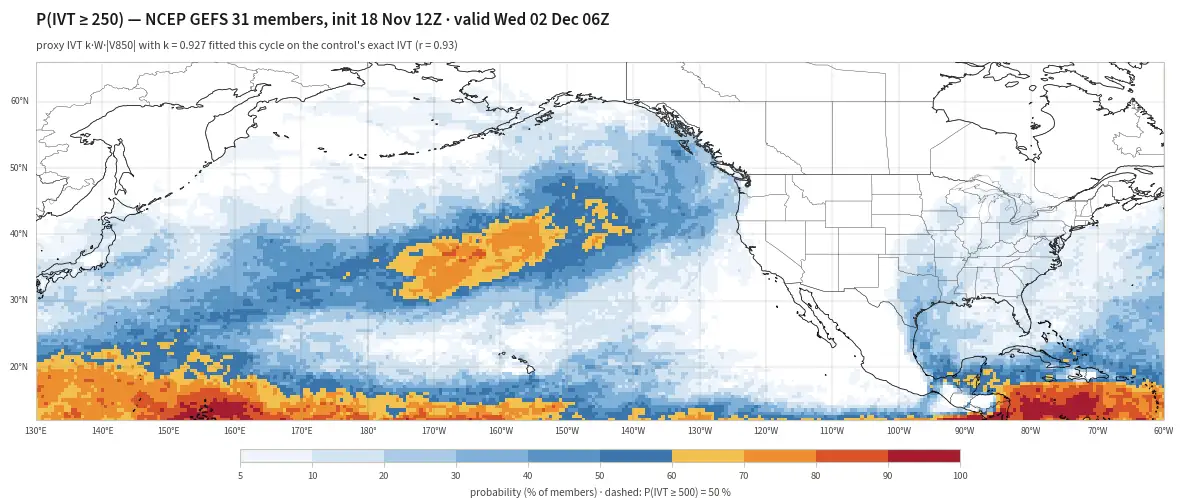 P(IVT ≥ 250) — NCEP GEFS 31 members, init 18 Nov 12Z · valid Wed 02 Dec 06Z
proxy IVT k·W·|V850| with k = 0.927 fitted this cycle on the control's exact IVT (r = 0.93)
60°N
50°N
40°N
30°N
20°N
130°E 140°E 150°E 160°E 170°E 180° 170°W 160°W 150°W 140°W 130°W 120°W 110°W 100°W 90°W 80°W 70°W 60°W
5 10 20 30 40 50 60 70 80 90 100
probability (% of members) · dashed: P(IVT ≥ 500) = 50 %